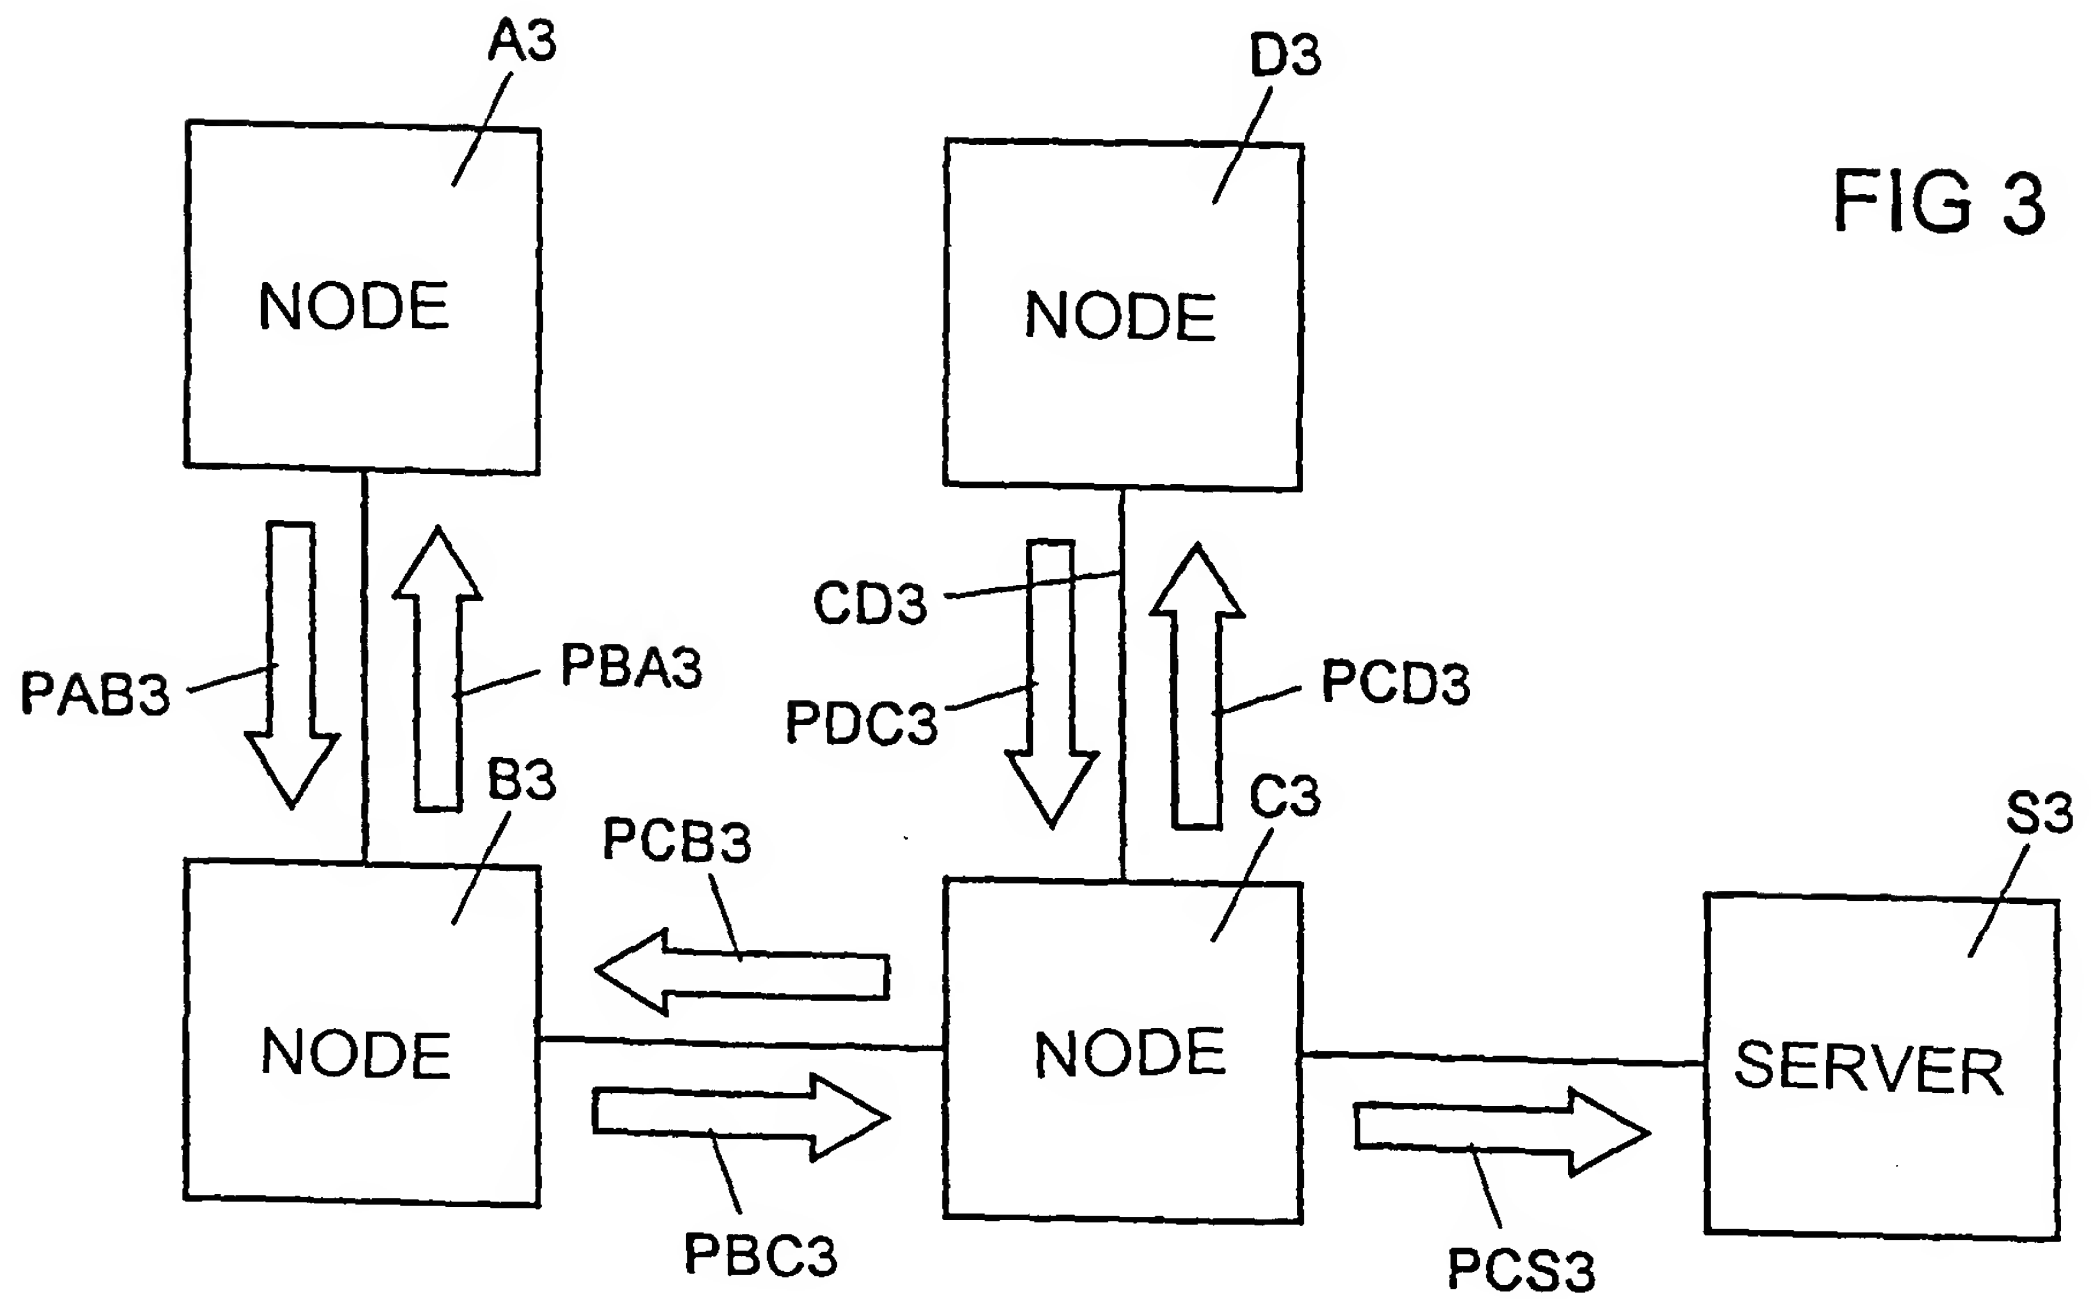 A3
D3
FIG 3
NODE
NODE
CD3
PAB3
PBA3
PDC3
PCD3
B3
PCB3
C3
S3
NODE
NODE
SERVER
PBC3
PCS3